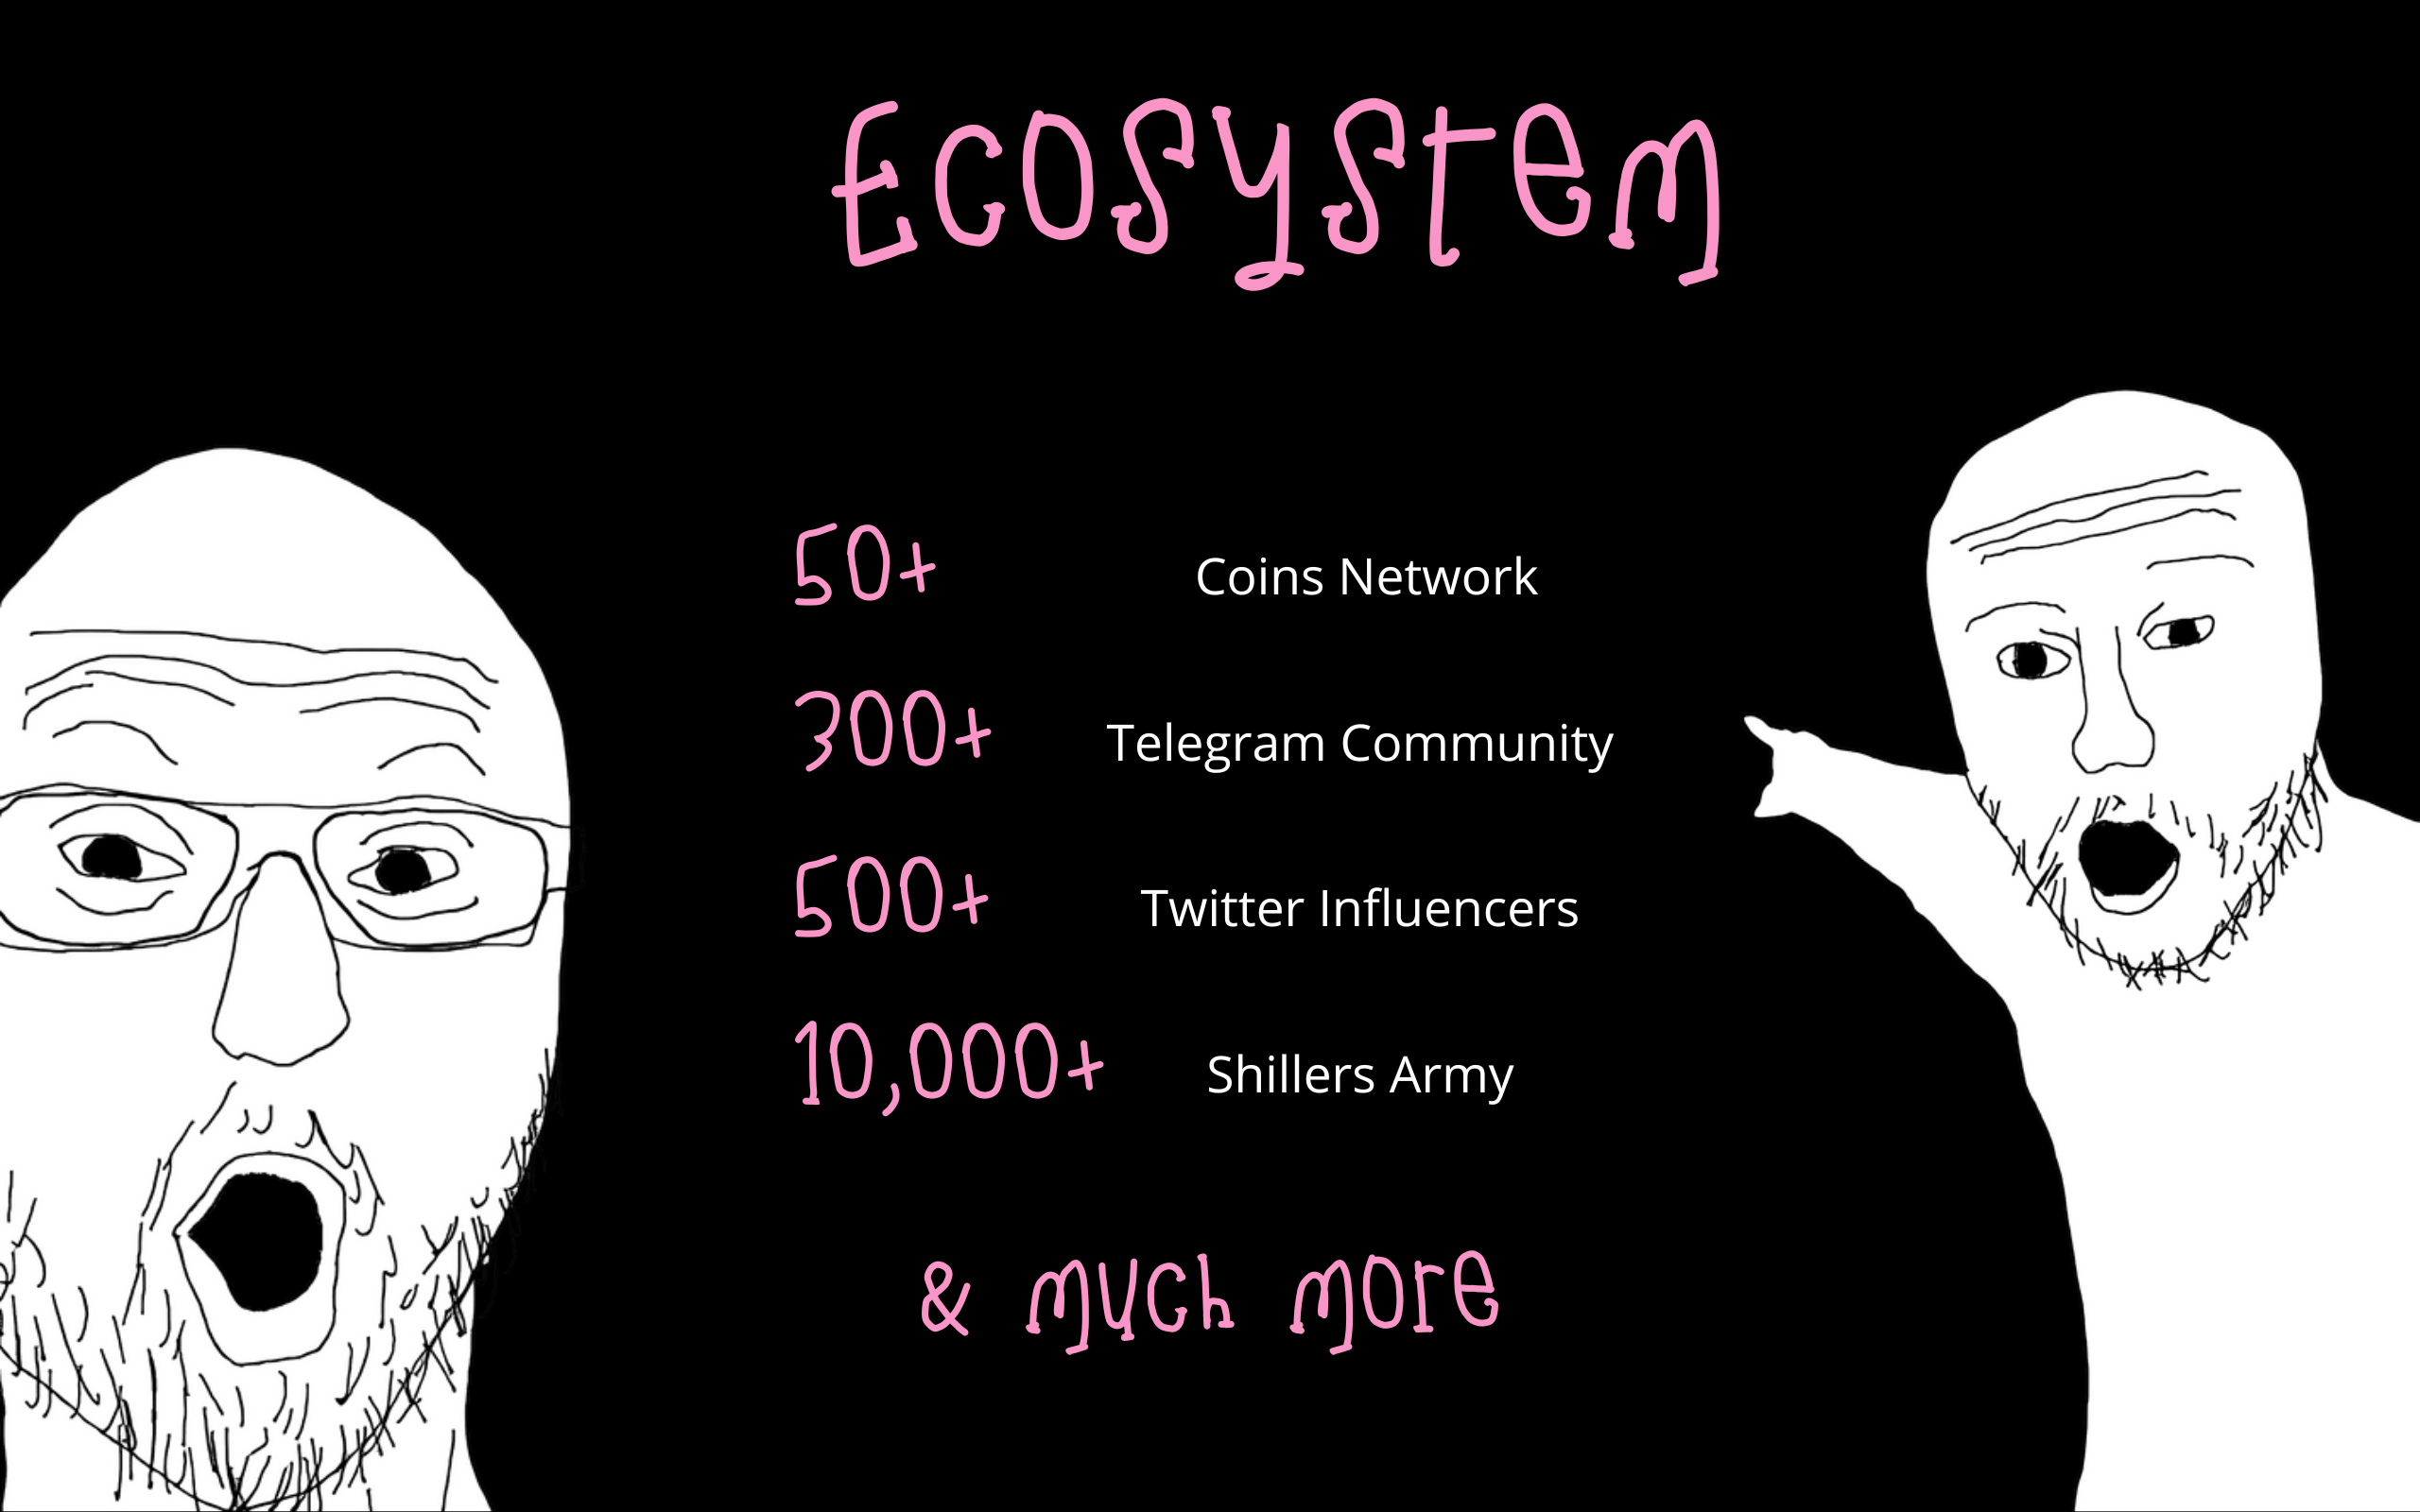 Ecosystem
50+ Coins Network
300+ Telegram Community
500+ Twitter Influencers
10,000+ Shillers Army
& much more